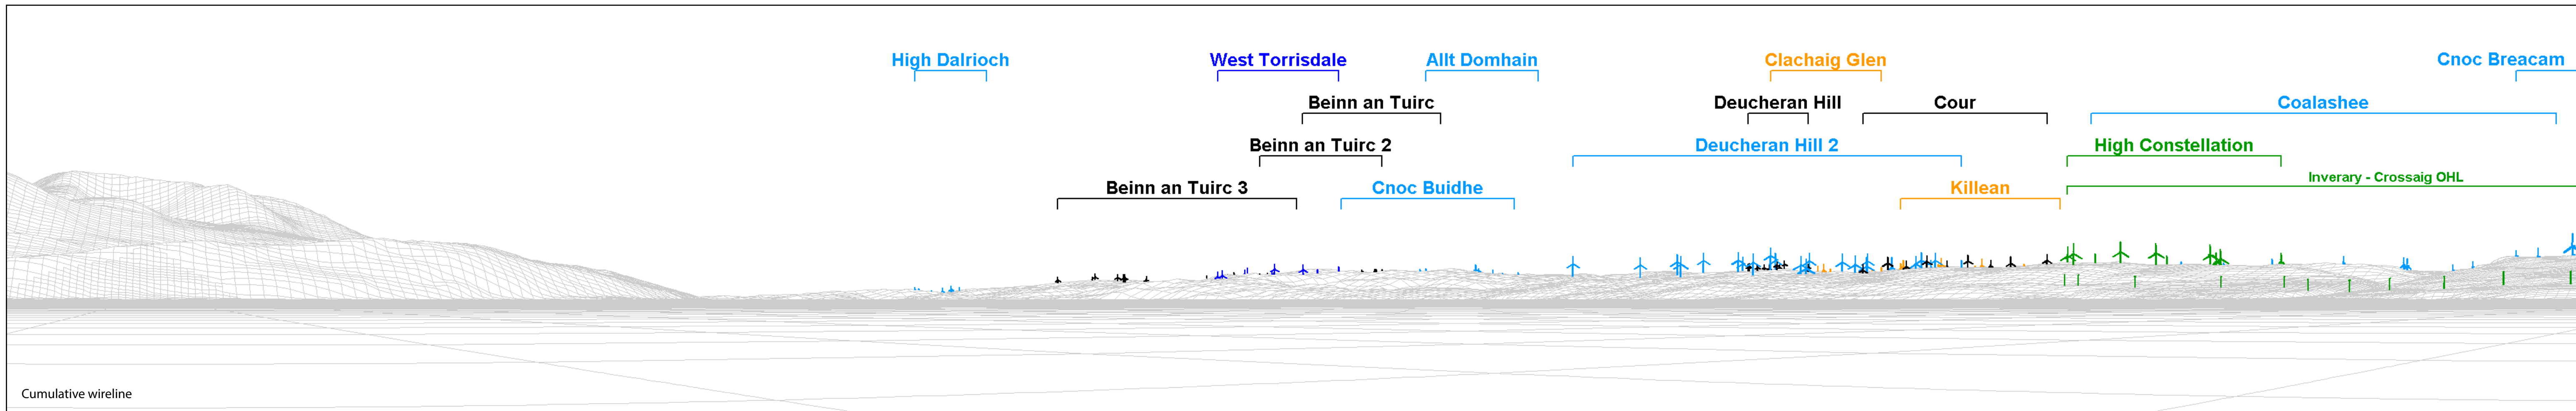 High Dalrioch
West Torrisdale
Allt Domhain
Clachaig Glen
Cnoc Breacam
Beinn an Tuirc
Deucheran Hill
Cour
Coalashee
Beinn an Tuirc 2
Deucheran Hill 2
High Constellation
Inverary - Crossaig OHL
Beinn an Tuirc 3
Cnoc Buidhe
Killean
Cumulative wireline